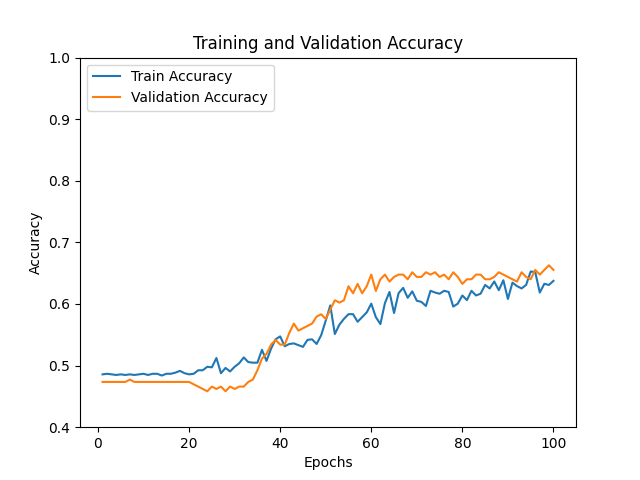 Training and Validation Accuracy
Train Accuracy
Validation Accuracy
Accuracy
1.0
0.9
0.8
0.7
0.6
0.5
0.4
0 20 40 60 80 100
Epochs